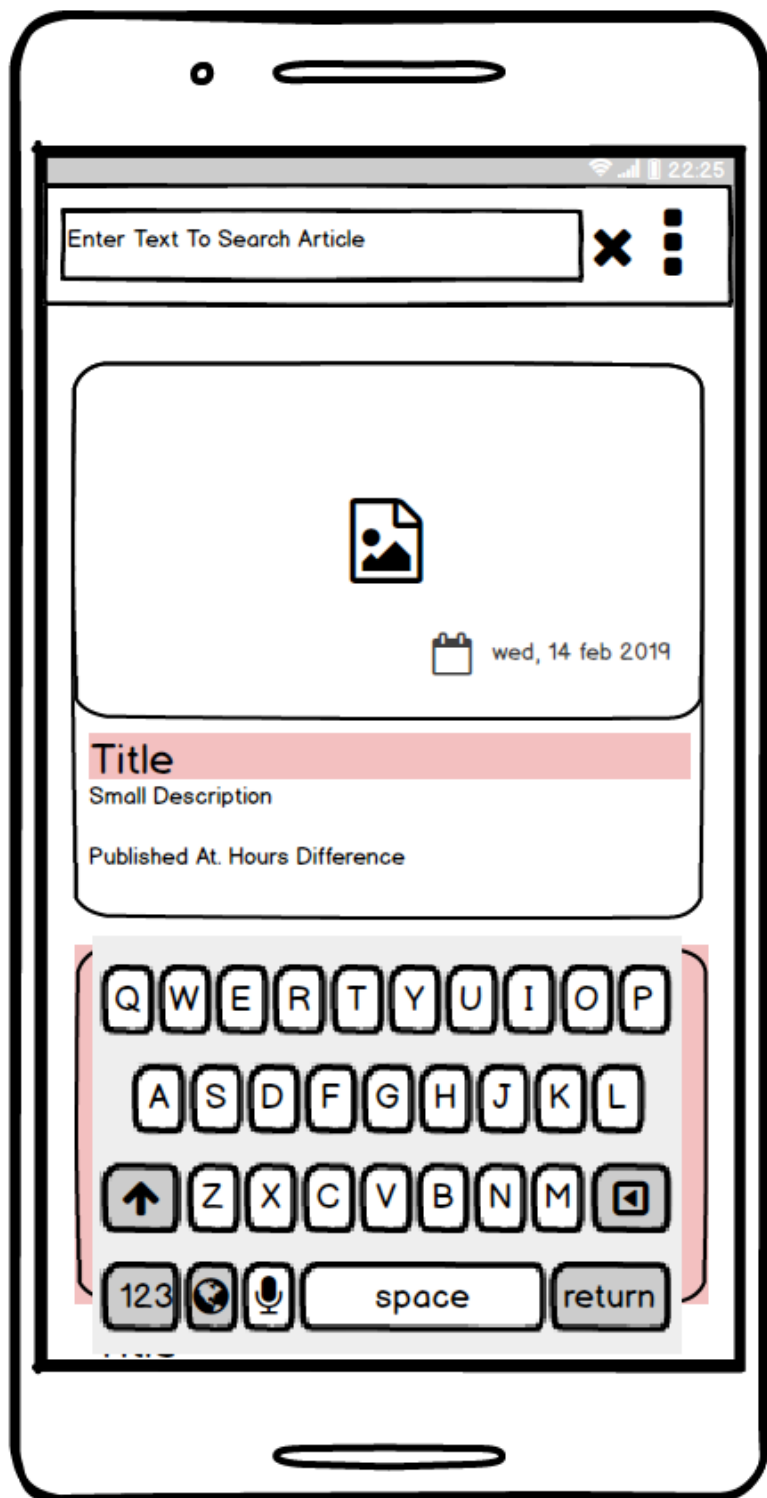 22:25
Enter Text To Search Article
wed, 14 feb 2019
Title
Small Description
Published At. Hours Difference
Q W E R T Y U I O P
A S D F G H J K L
Z X C V B N M
123 space return